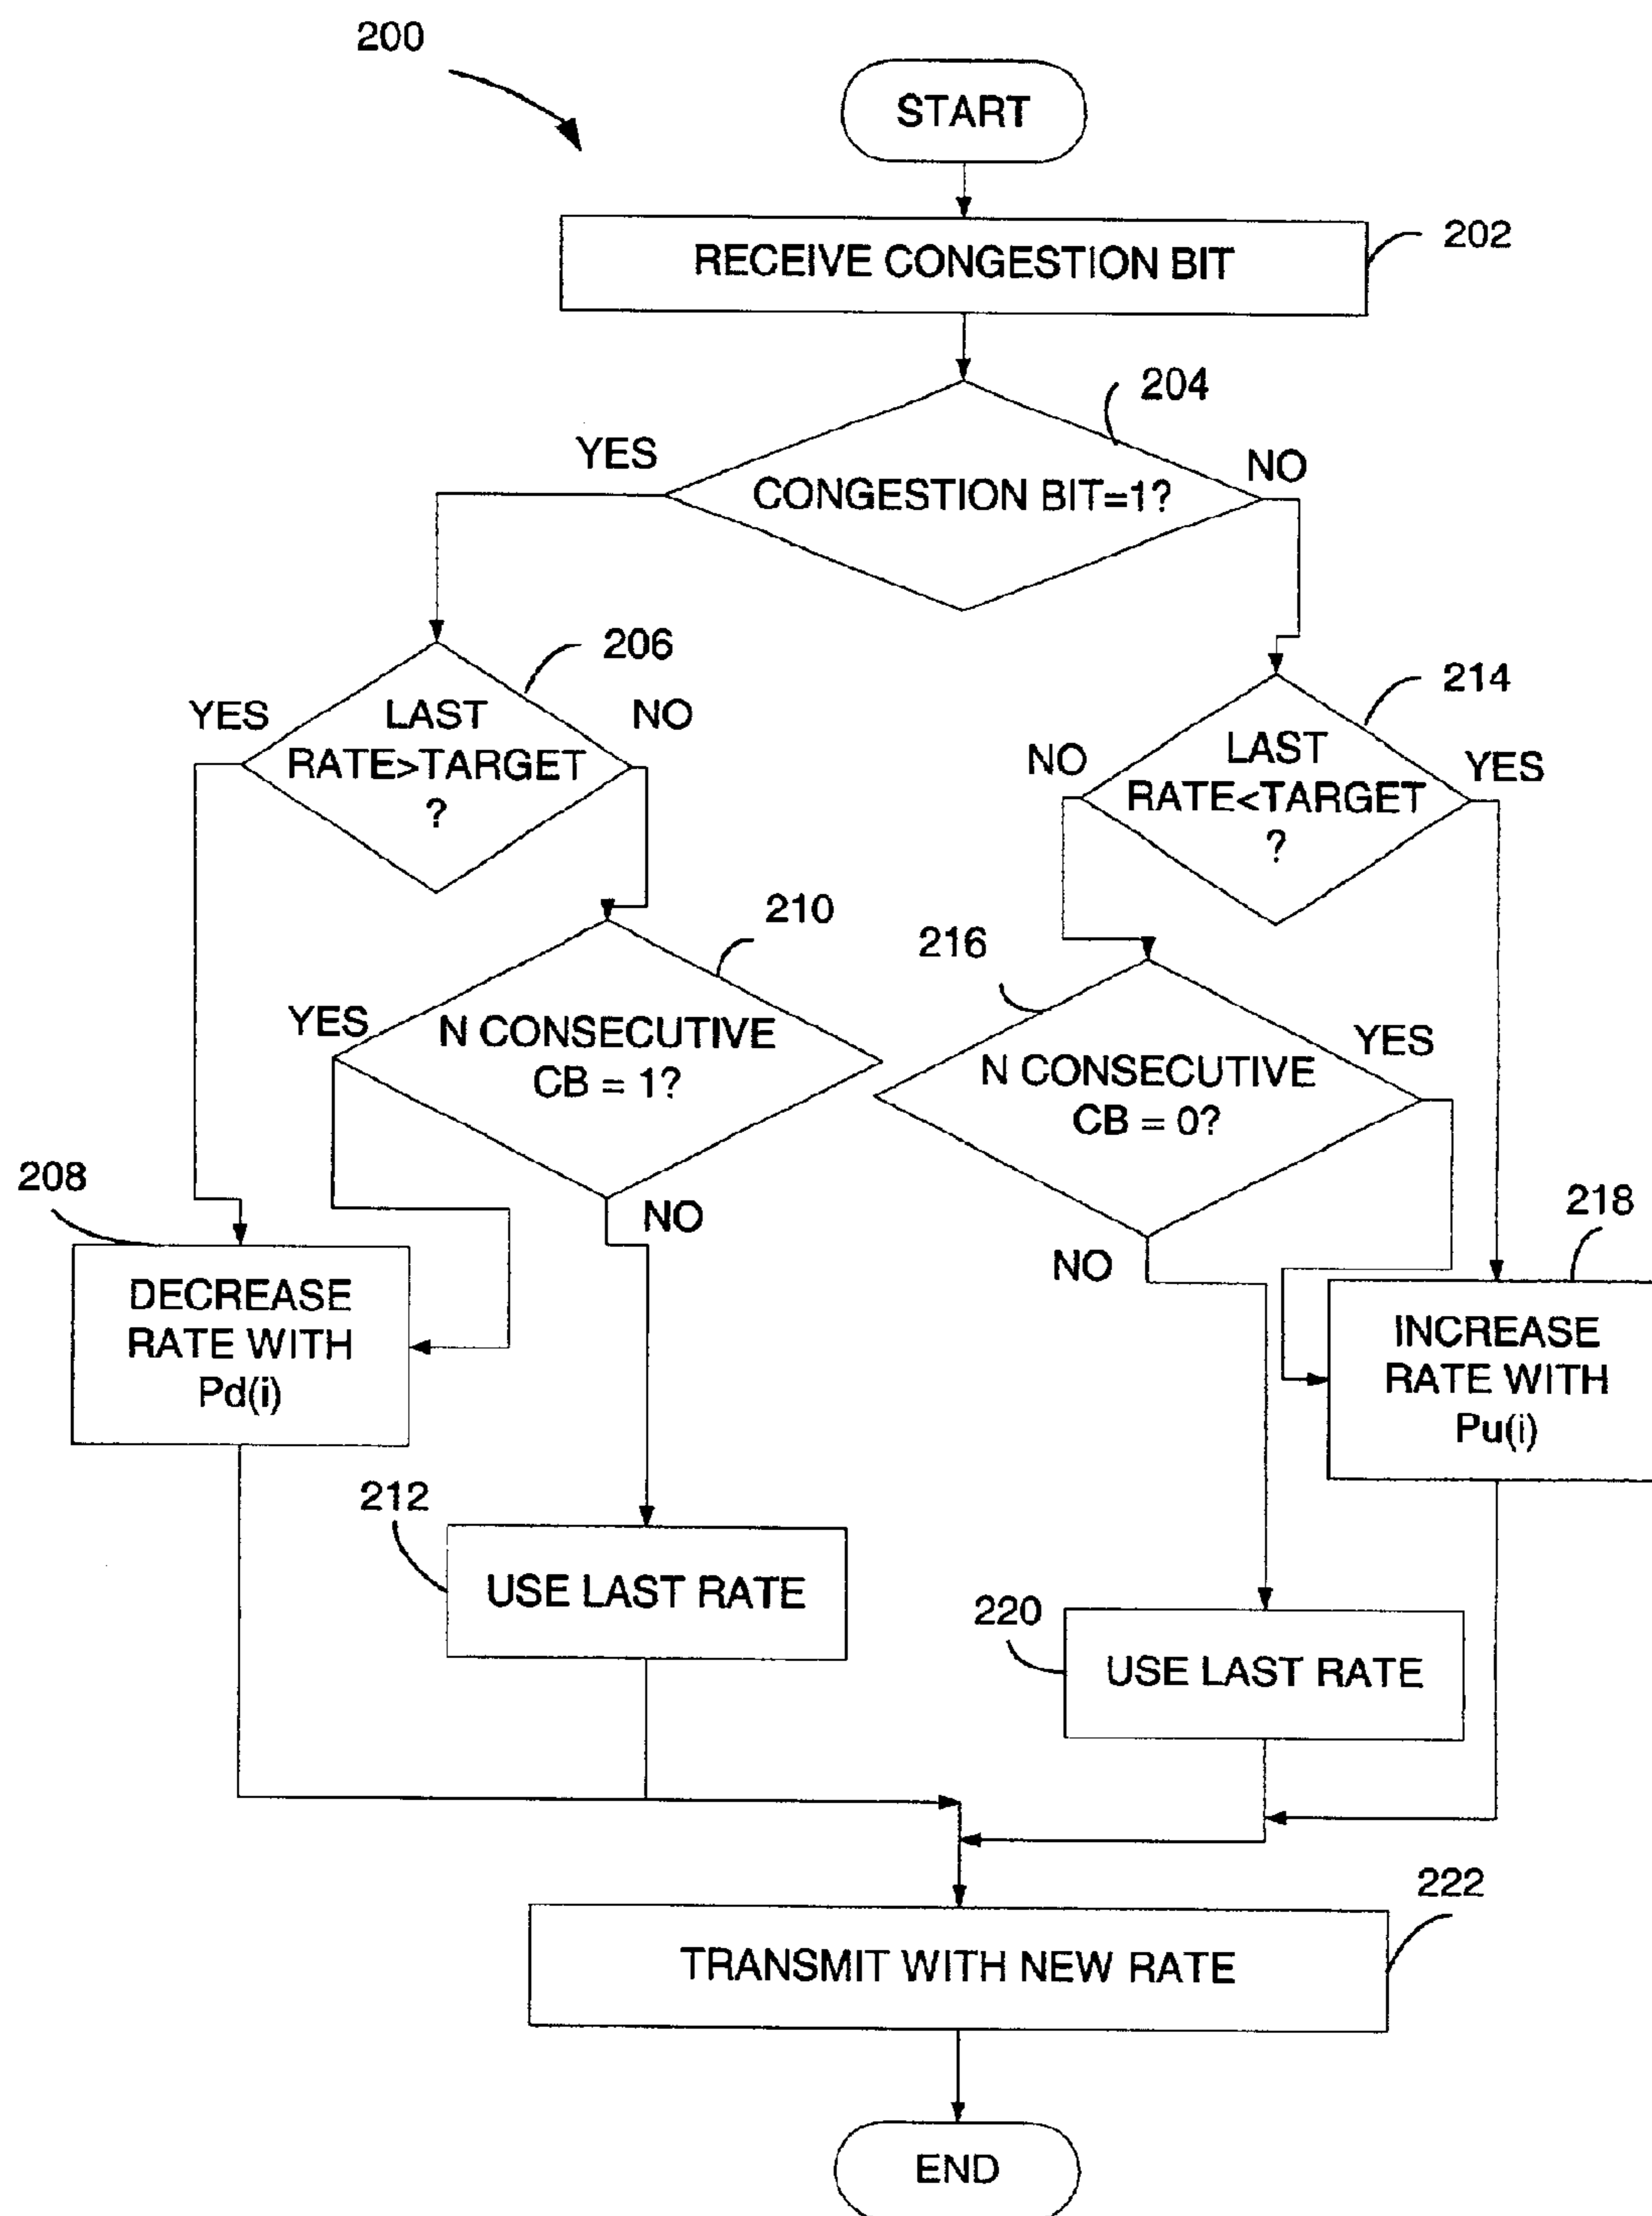 200
START
RECEIVE CONGESTION BIT
202
204
YES
NO
CONGESTION BIT=1?
206
YES
NO
LAST
RATE>TARGET
?
214
NO
YES
LAST
RATE<TARGET
?
210
YES
N CONSECUTIVE
CB = 1?
NO
216
YES
N CONSECUTIVE
CB = 0?
NO
208
DECREASE
RATE WITH
Pd(i)
218
INCREASE
RATE WITH
Pu(i)
212
USE LAST RATE
220
USE LAST RATE
222
TRANSMIT WITH NEW RATE
END